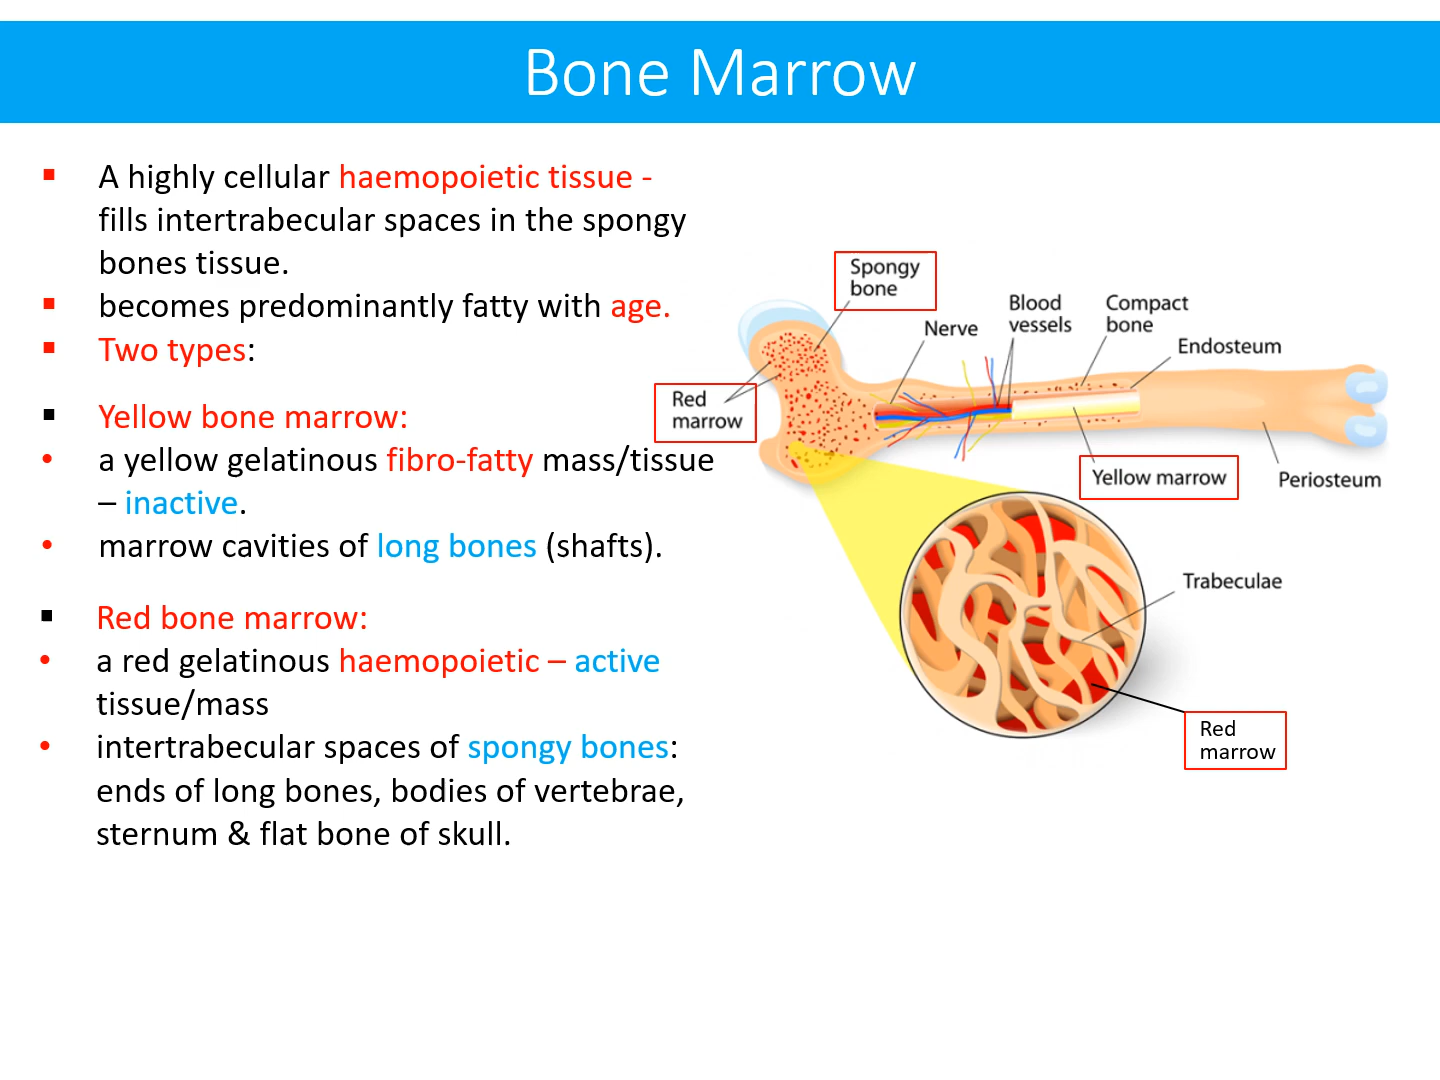 Bone Marrow
A highly cellular haemopoietic tissue -
fills intertrabecular spaces in the spongy
bones tissue.
becomes predominantly fatty with age.
Two types:
Yellow bone marrow:
a yellow gelatinous fibro-fatty mass/tissue
– inactive.
marrow cavities of long bones (shafts).
Red bone marrow:
a red gelatinous haemopoietic – active
tissue/mass
intertrabecular spaces of spongy bones:
ends of long bones, bodies of vertebrae,
sternum & flat bone of skull.
Spongy
bone
Nerve
Blood
vessels
Compact
bone
Endosteum
Red
marrow
Yellow marrow
Periosteum
Trabeculae
Red
marrow